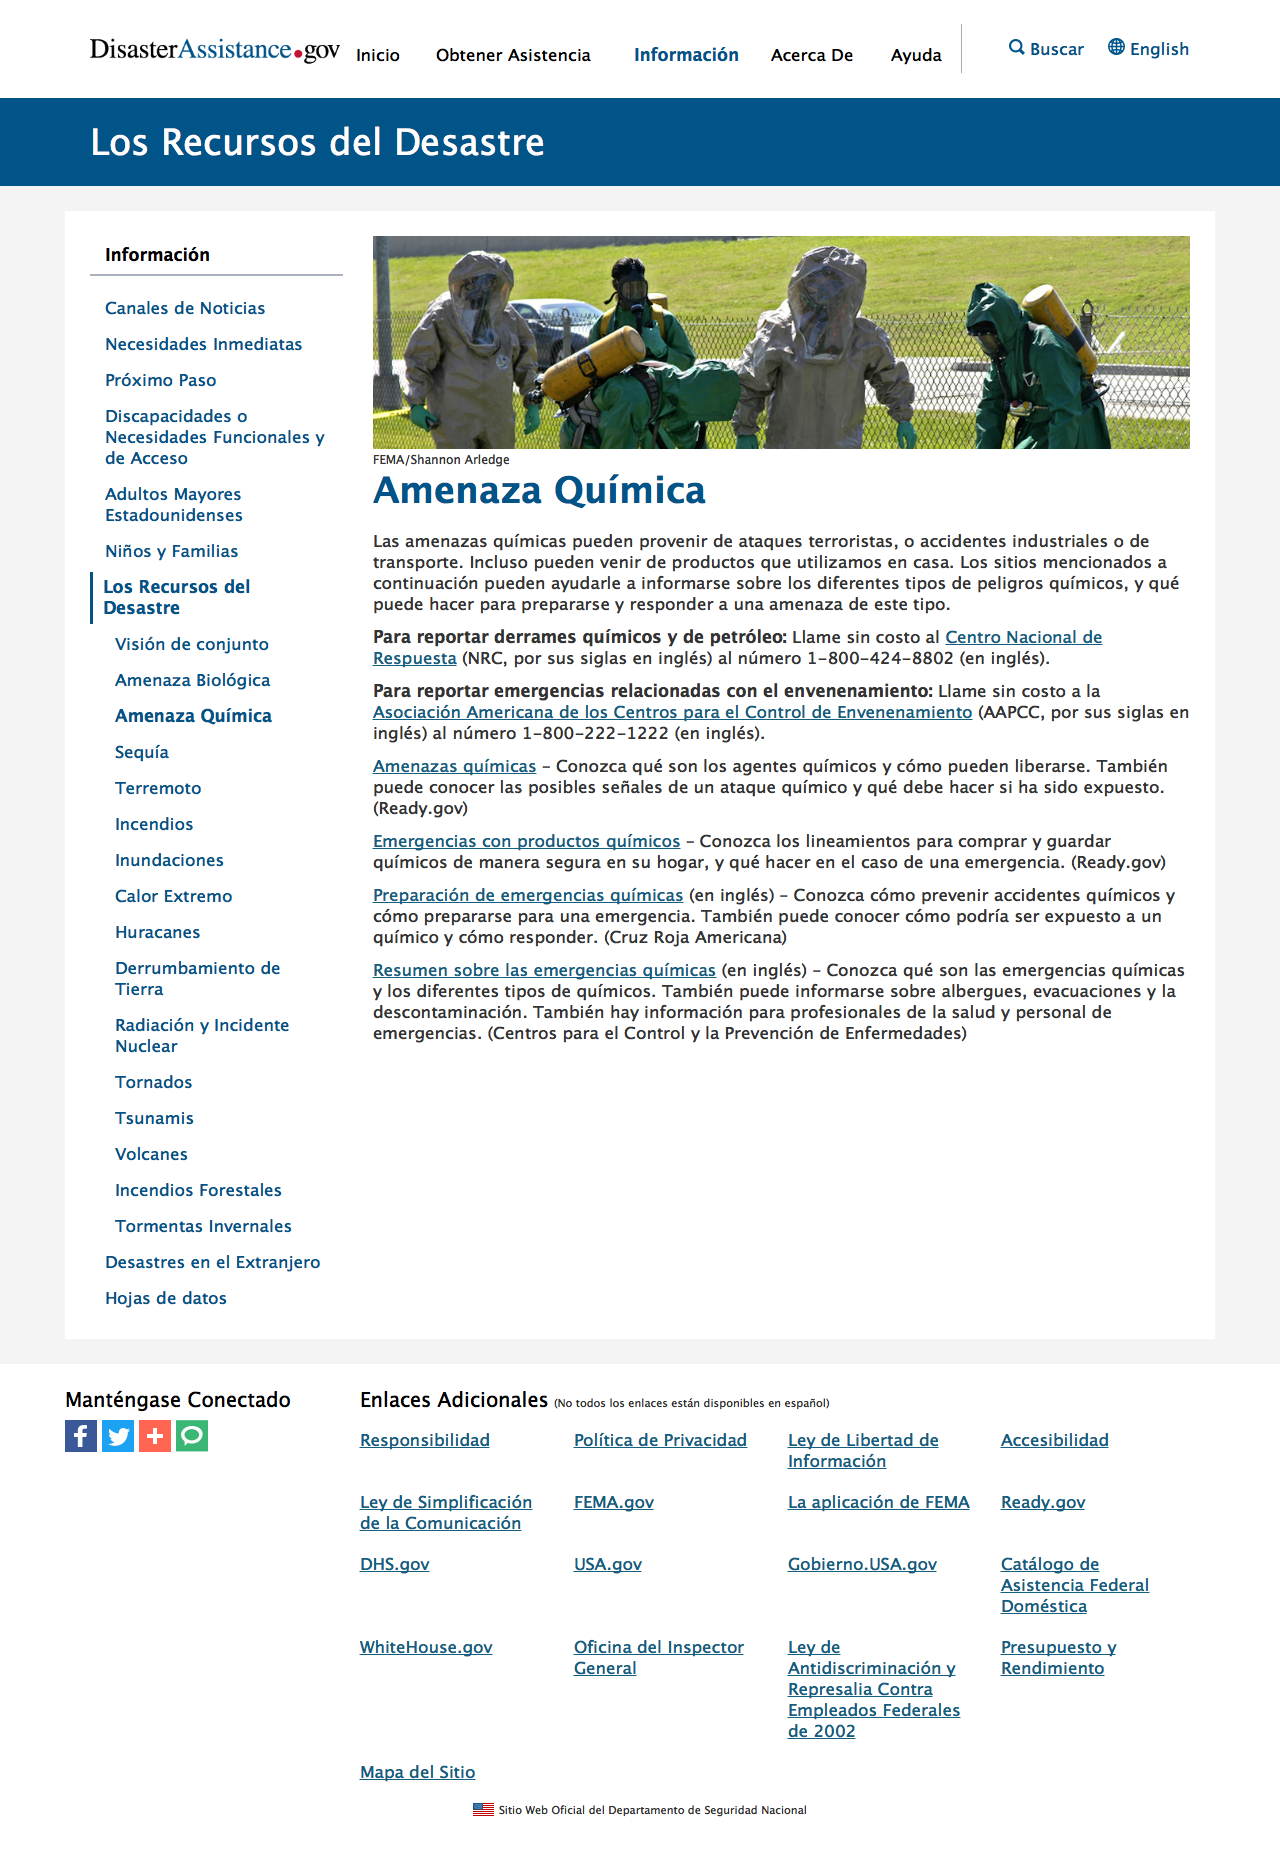 DisasterAssistance.gov
Inicio
Obtener Asistencia
Información
Acerca De
Ayuda
Buscar
English
Los Recursos del Desastre
Información
Canales de Noticias
Necesidades Inmediatas
Próximo Paso
Discapacidades o
Necesidades Funcionales y
de Acceso
Adultos Mayores
Estadounidenses
Niños y Familias
Los Recursos del
Desastre
Visión de conjunto
Amenaza Biológica
Amenaza Química
Sequía
Terremoto
Incendios
Inundaciones
Calor Extremo
Huracanes
Derrumbamiento de
Tierra
Radiación y Incidente
Nuclear
Tornados
Tsunamis
Volcanes
Incendios Forestales
Tormentas Invernales
Desastres en el Extranjero
Hojas de datos
FEMA/Shannon Arledge
Amenaza Química
Las amenazas químicas pueden provenir de ataques terroristas, o accidentes industriales o de
transporte. Incluso pueden venir de productos que utilizamos en casa. Los sitios mencionados a
continuación pueden ayudarle a informarse sobre los diferentes tipos de peligros químicos, y qué
puede hacer para prepararse y responder a una amenaza de este tipo.
Para reportar derrames químicos y de petróleo: Llame sin costo al Centro Nacional de
Respuesta (NRC, por sus siglas en inglés) al número 1-800-424-8802 (en inglés).
Para reportar emergencias relacionadas con el envenenamiento: Llame sin costo a la
Asociación Americana de los Centros para el Control de Envenenamiento (AAPCC, por sus siglas en
inglés) al número 1-800-222-1222 (en inglés).
Amenazas químicas - Conozca qué son los agentes químicos y cómo pueden liberarse. También
puede conocer las posibles señales de un ataque químico y qué debe hacer si ha sido expuesto.
(Ready.gov)
Emergencias con productos químicos - Conozca los lineamientos para comprar y guardar
químicos de manera segura en su hogar, y qué hacer en el caso de una emergencia. (Ready.gov)
Preparación de emergencias químicas (en inglés) - Conozca cómo prevenir accidentes químicos y
cómo prepararse para una emergencia. También puede conocer cómo podría ser expuesto a un
químico y cómo responder. (Cruz Roja Americana)
Resumen sobre las emergencias químicas (en inglés) - Conozca qué son las emergencias químicas
y los diferentes tipos de químicos. También puede informarse sobre albergues, evacuaciones y la
descontaminación. También hay información para profesionales de la salud y personal de
emergencias. (Centros para el Control y la Prevención de Enfermedades)
Manténgase Conectado
Enlaces Adicionales (No todos los enlaces están disponibles en español)
Responsibilidad
Política de Privacidad
Ley de Libertad de
Información
Accesibilidad
Ley de Simplificación
de la Comunicación
FEMA.gov
La aplicación de FEMA
Ready.gov
DHS.gov
USA.gov
Gobierno.USA.gov
Catálogo de
Asistencia Federal
Doméstica
WhiteHouse.gov
Oficina del Inspector
General
Ley de
Antidiscriminación y
Represalia Contra
Empleados Federales
de 2002
Presupuesto y
Rendimiento
Mapa del Sitio
Sitio Web Oficial del Departamento de Seguridad Nacional